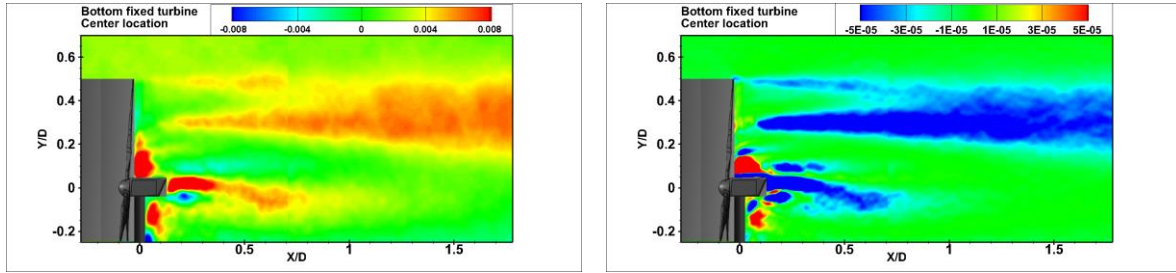 Bottom fixed turbine
Center location
-0.008 -0.004 0 0.004 0.008
Y/D
0.6
0.4
0.2
0
-0.2
0 0.5 1 1.5
X/D
Bottom fixed turbine
Center location
-5E-05 -3E-05 -1E-05 1E-05 3E-05 5E-05
Y/D
0.6
0.4
0.2
0
-0.2
0 0.5 1 1.5
X/D